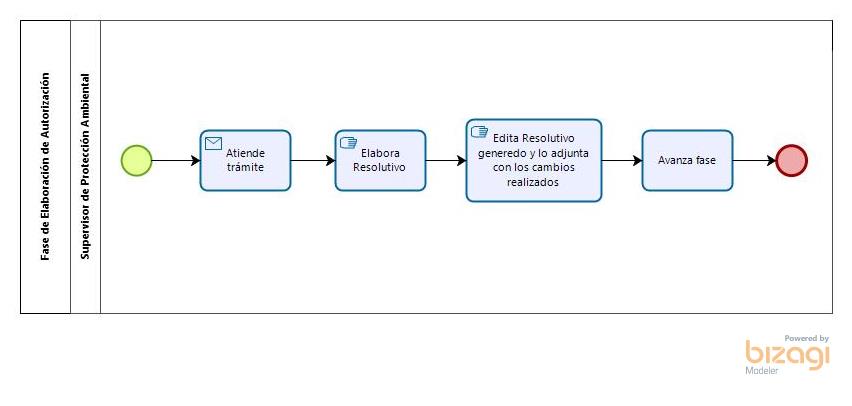 Fase de Elaboración de Autorización
Supervisor de Protección Ambiental
Atiende
trámite
Elabora
Resolutivo
Edita Resolutivo
generedo y lo adjunta
con los cambios
realizados
Avanza fase
Powered by
bizagi
Modeler